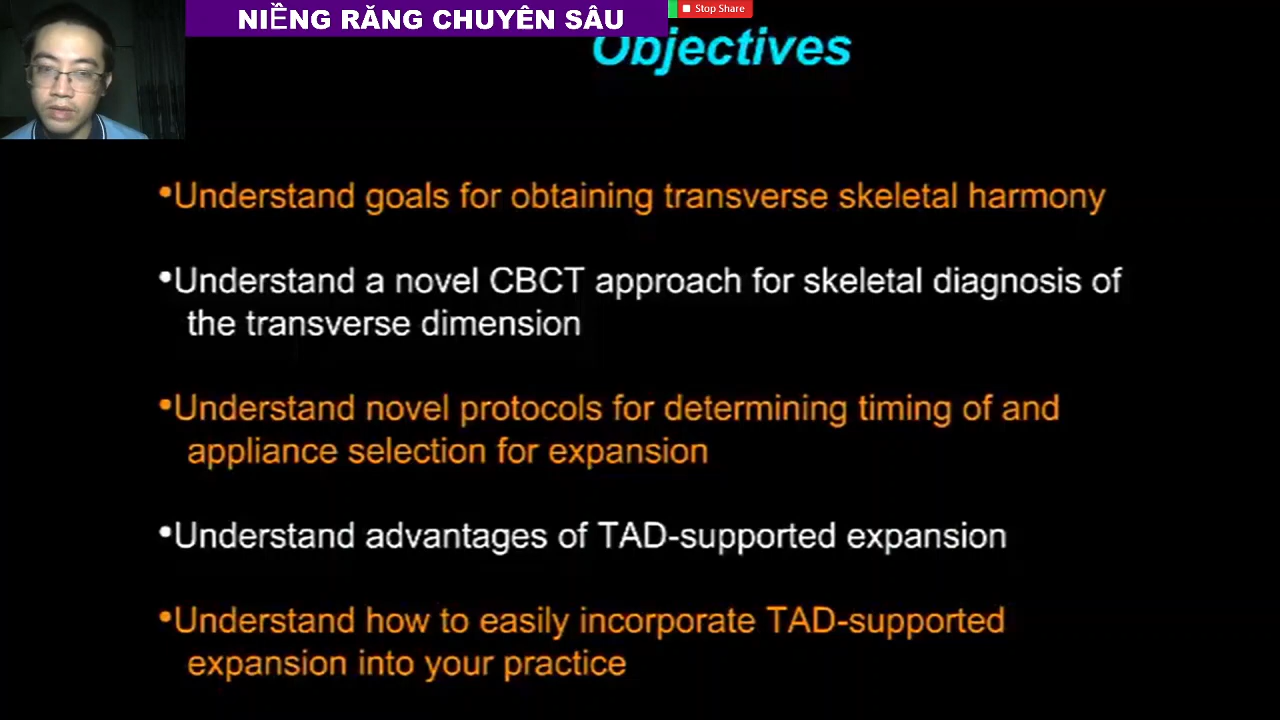 NIỀNG RĂNG CHUYÊN SÂU
Stop Share
Objectives
•Understand goals for obtaining transverse skeletal harmony
•Understand a novel CBCT approach for skeletal diagnosis of
the transverse dimension
•Understand novel protocols for determining timing of and
appliance selection for expansion
•Understand advantages of TAD-supported expansion
•Understand how to easily incorporate TAD-supported
expansion into your practice